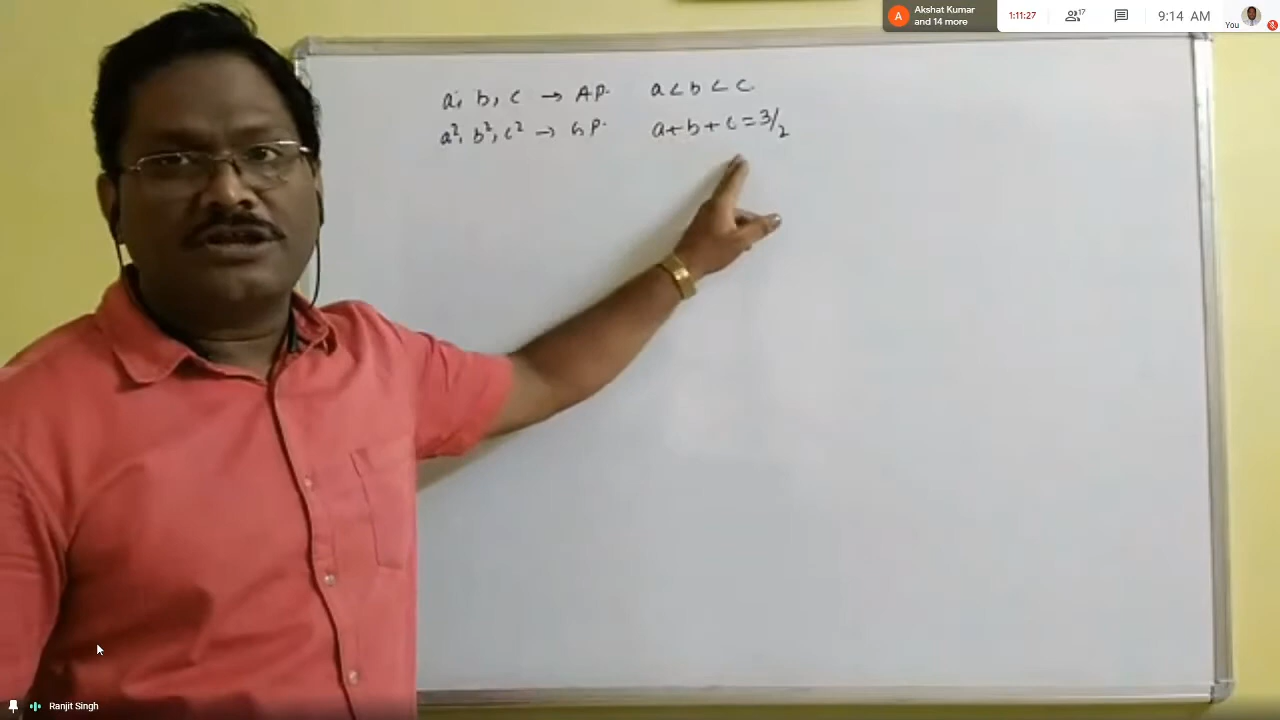 Akshat Kumar
and 14 more
A
1:11:27
17
9:14 AM
You
a, b, c → A.P. a < b < c.
a², b², c² → G.P. a + b + c = 3/2
Ranjit Singh